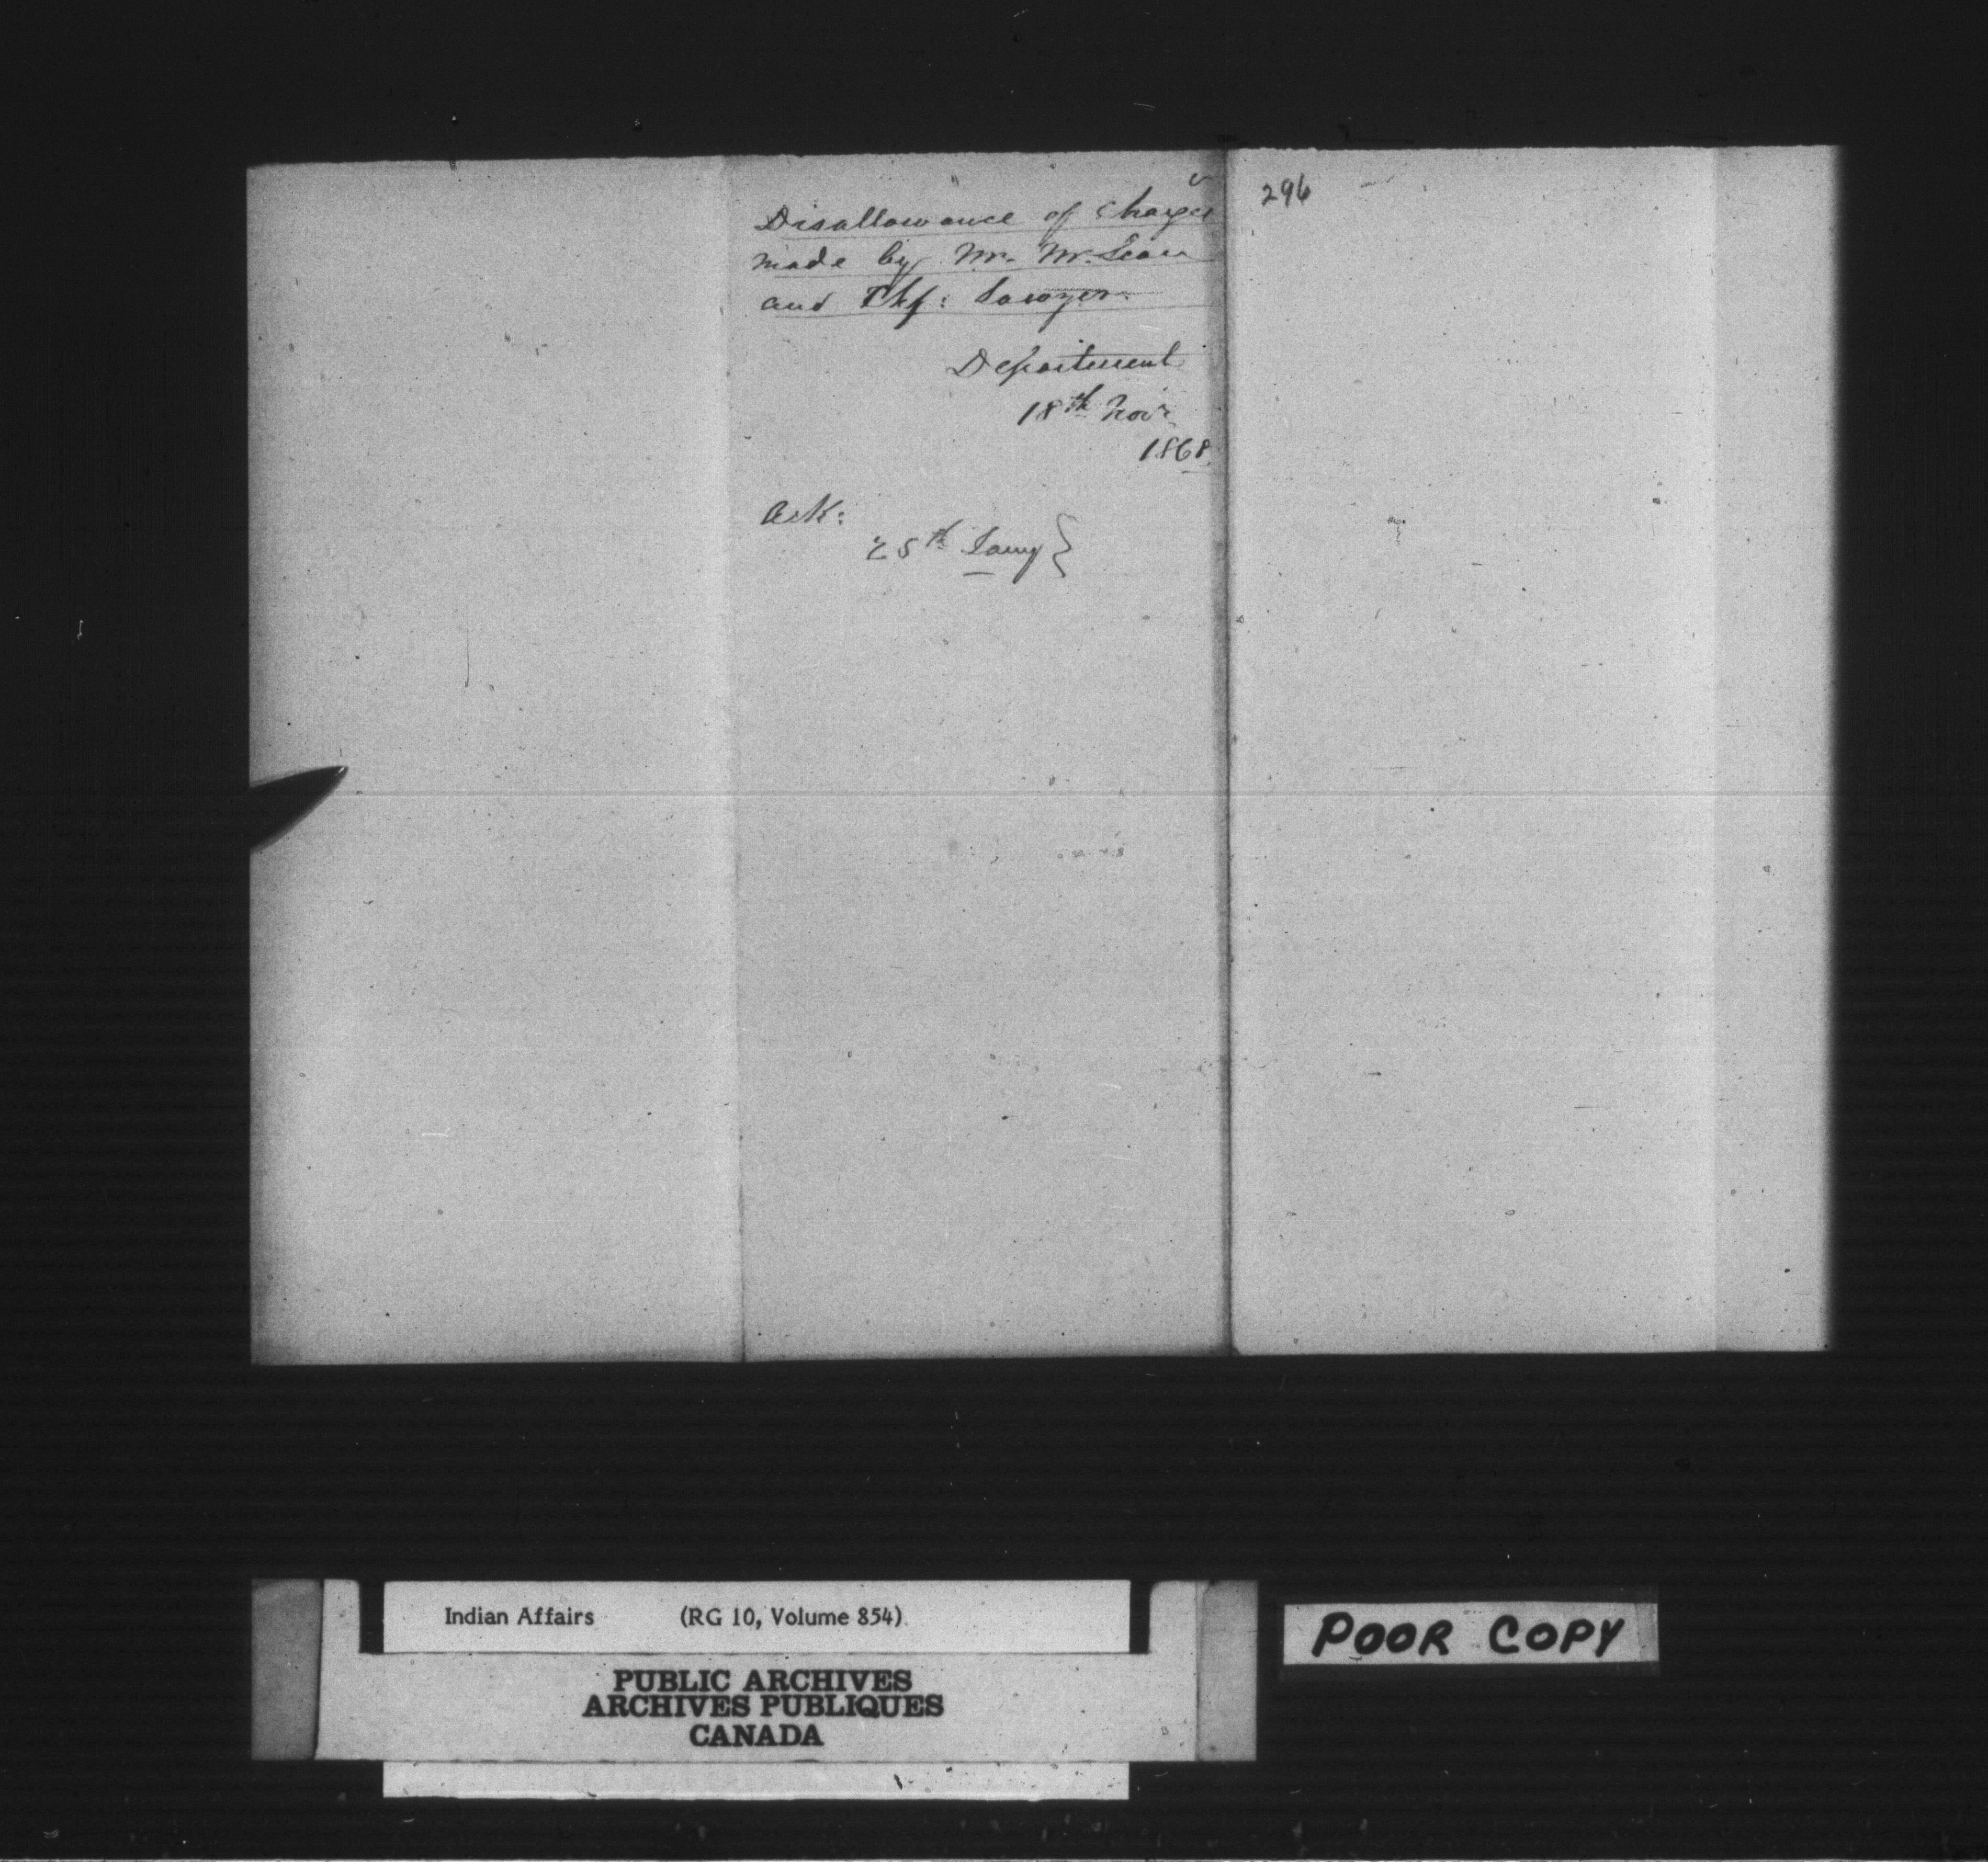 Disallowance of Charges
made by Mr. McLean
and Chf: Sawyer.
Department
18th Novr
1868.
Ack:
25th Jany
296
Indian Affairs (RG 10, Volume 854)
PUBLIC ARCHIVES
ARCHIVES PUBLIQUES
CANADA
POOR COPY